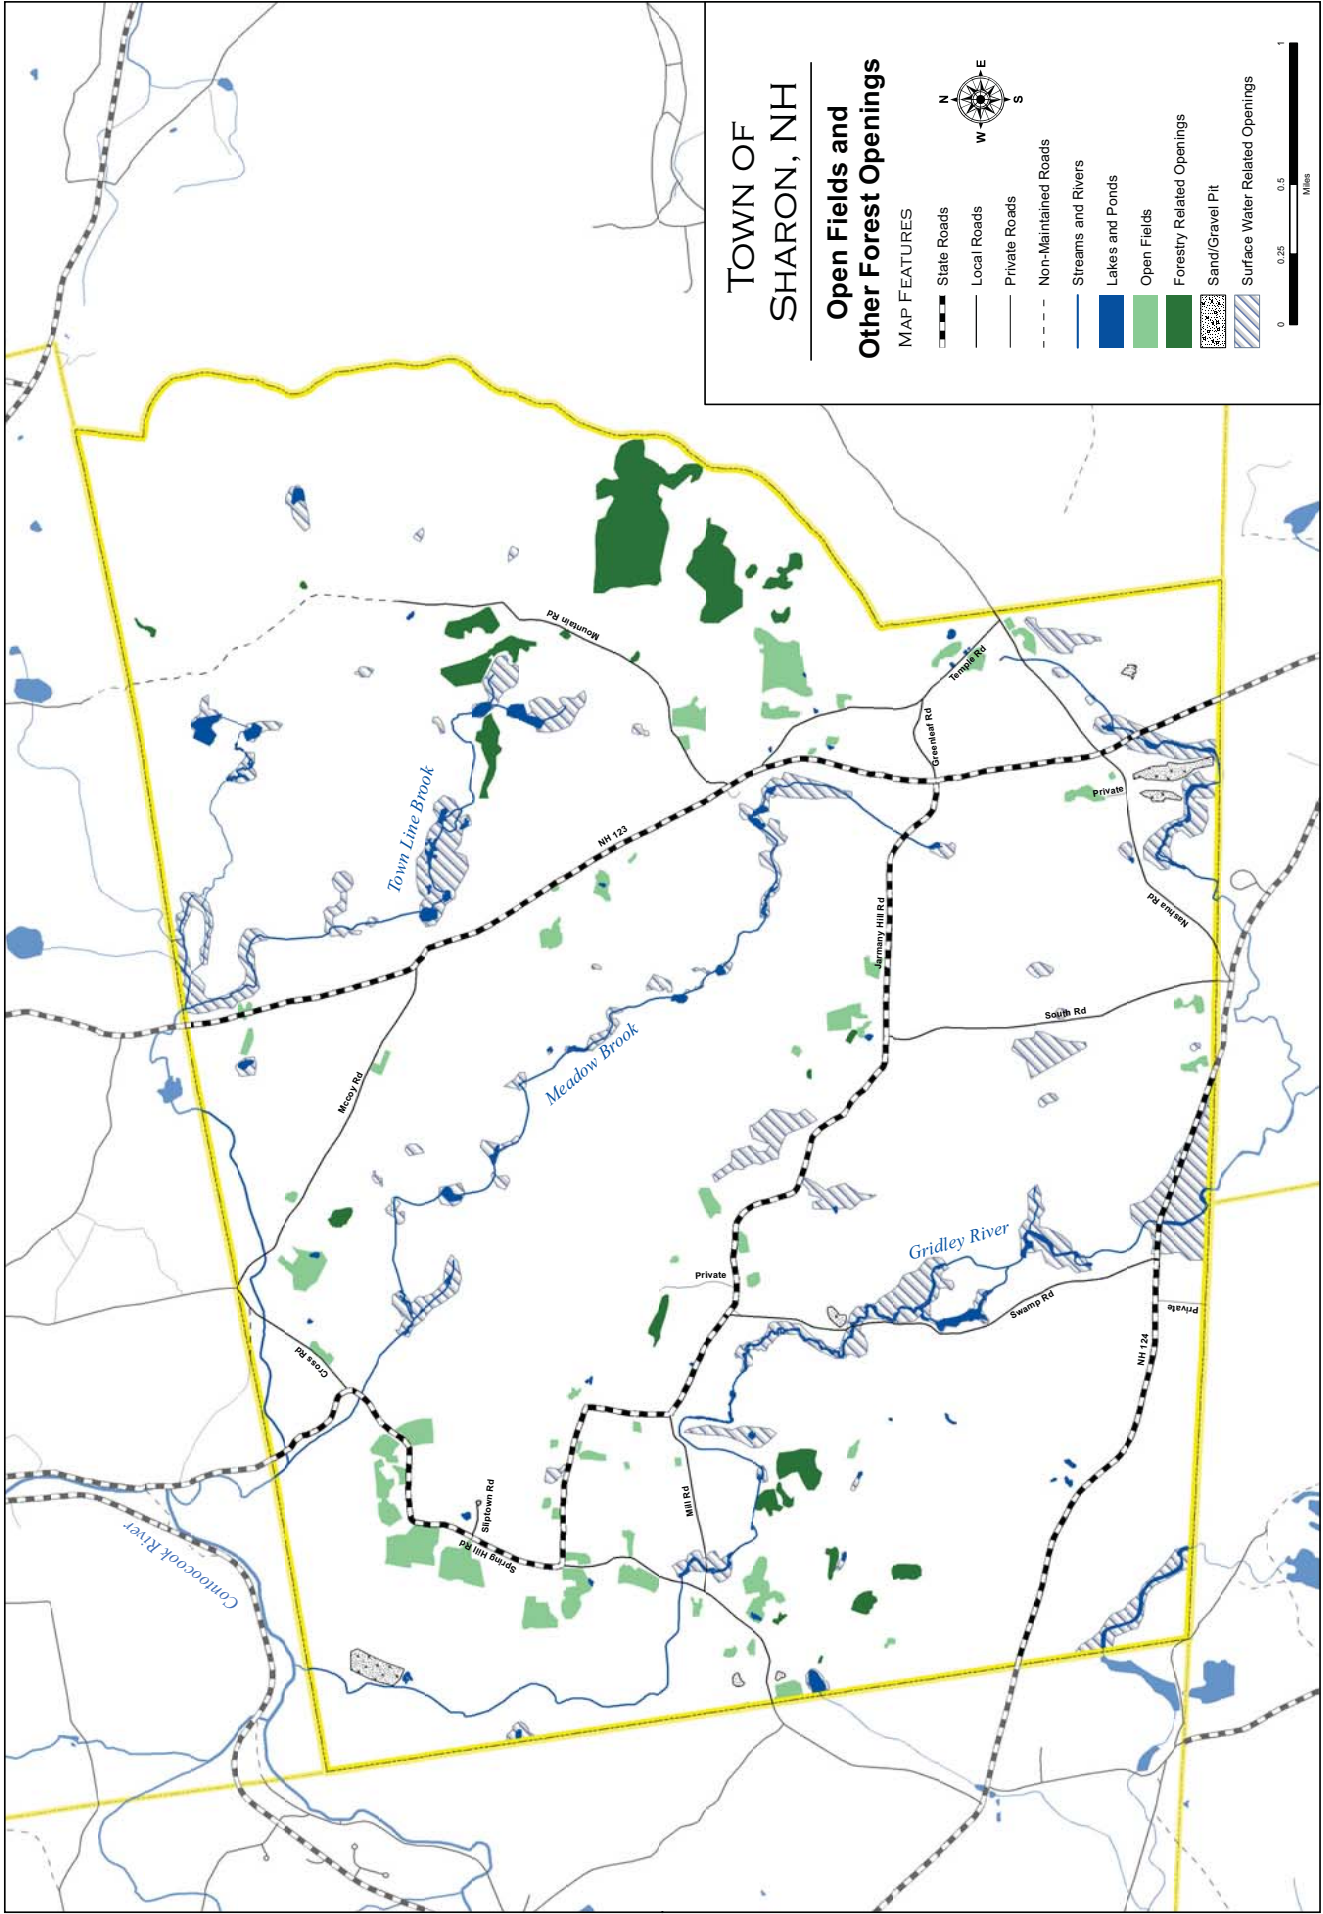 TOWN OF
SHARON, NH
Open Fields and
Other Forest Openings
MAP FEATURES
State Roads
Local Roads
Private Roads
Non-Maintained Roads
Streams and Rivers
Lakes and Ponds
Open Fields
Forestry Related Openings
Sand/Gravel Pit
Surface Water Related Openings
N
E
S
W
0
0.25
0.5
1
Miles
Mountain Rd
Town Line Brook
NH 123
Temple Rd
Greenleaf Rd
Private
Nashua Rd
Jarmany Hill Rd
South Rd
Mccoy Rd
Meadow Brook
Gridley River
Private
Swamp Rd
Private
NH 124
Cross Rd
Sliptown Rd
Spring Hill Rd
Mill Rd
Contoocook River